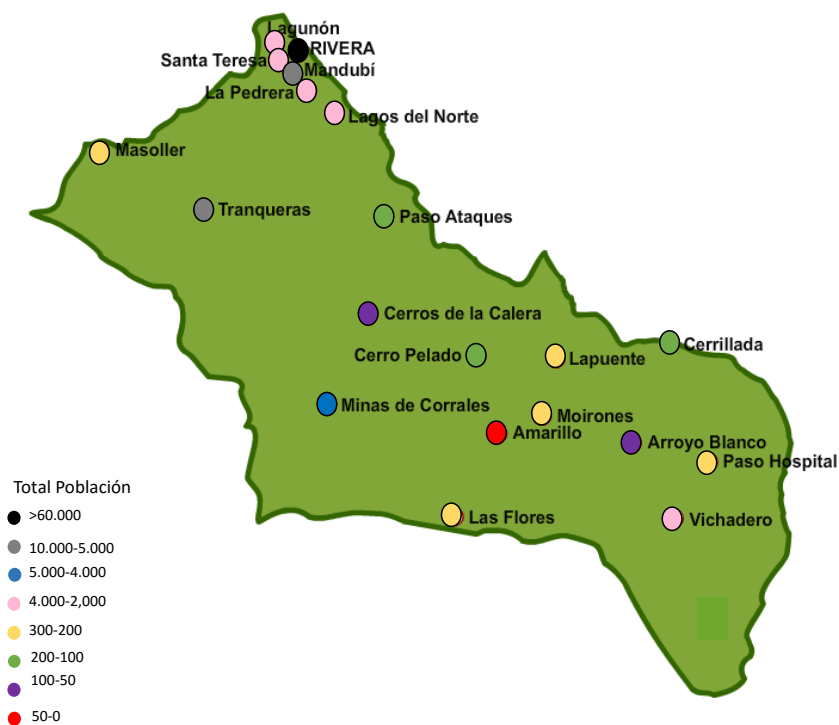 Lagunón
RIVERA
Santa Teresa
Mandubí
La Pedrera
Lagos del Norte
Masoller
Tranqueras
Paso Ataques
Cerros de la Calera
Cerrillada
Cerro Pelado
Lapuente
Minas de Corrales
Moirones
Amarillo
Arroyo Blanco
Paso Hospital
Las Flores
Vichadero
Total Población
>60.000
10.000-5.000
5.000-4.000
4.000-2,000
300-200
200-100
100-50
50-0